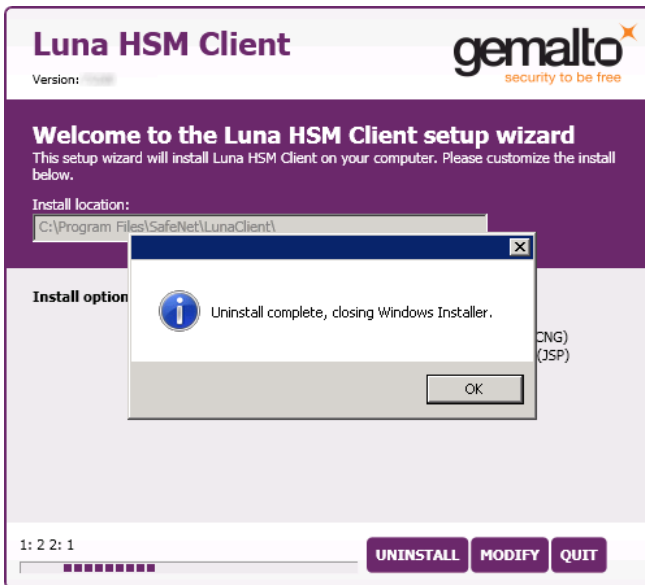 Luna HSM Client
Version:
gemalto
security to be free
Welcome to the Luna HSM Client setup wizard
This setup wizard will install Luna HSM Client on your computer. Please customize the install
below.
Install location:
C:\Program Files\SafeNet\LunaClient\
Install option
Uninstall complete, closing Windows Installer.
CNG)
(JSP)
OK
1: 2 2: 1
UNINSTALL
MODIFY
QUIT